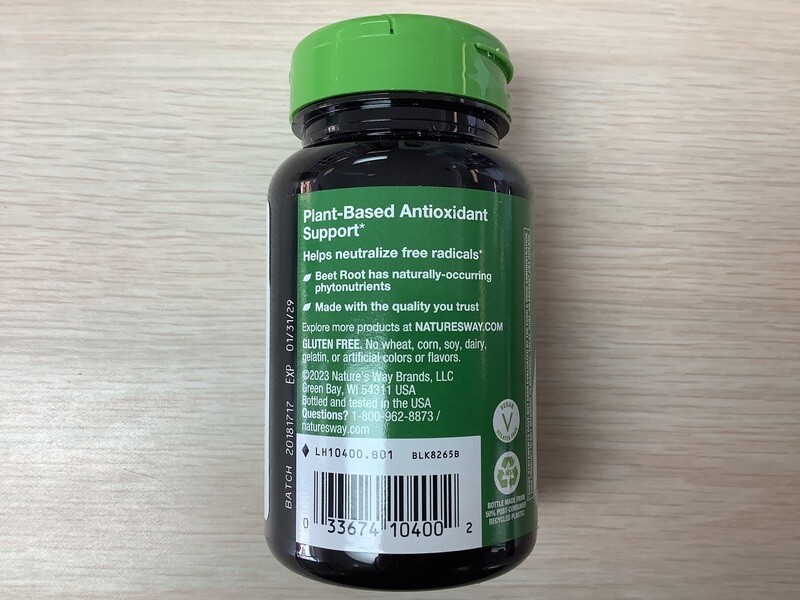 Plant-Based Antioxidant
Support*
Helps neutralize free radicals*
Beet Root has naturally-occurring
phytonutrients
Made with the quality you trust
Explore more products at NATURESWAY.COM
GLUTEN FREE. No wheat, corn, soy, dairy,
gelatin, or artificial colors or flavors.
©2023 Nature's Way Brands, LLC
Green Bay, WI 54311 USA
Bottled and tested in the USA
Questions? 1-800-962-8873 /
naturesway.com
LH10400.B01 BLK8265B
0 33674 10400 2
BATCH 20181717 EXP 01/31/29
VEGAN
V
BOTTLE MADE FROM
50% POST-CONSUMER
RECYCLED PLASTIC